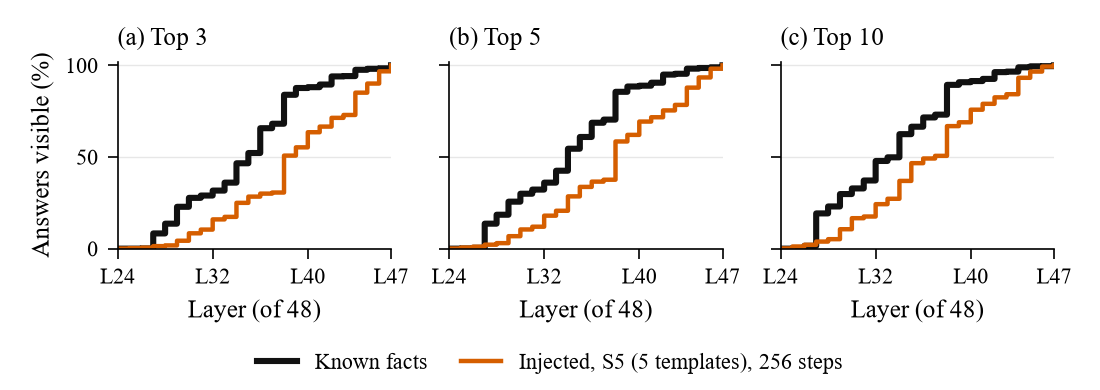 (a) Top 3
(b) Top 5
(c) Top 10
Answers visible (%)
100
50
0
L24 L32 L40 L47
L24 L32 L40 L47
L24 L32 L40 L47
Layer (of 48)
Layer (of 48)
Layer (of 48)
Known facts
Injected, S5 (5 templates), 256 steps